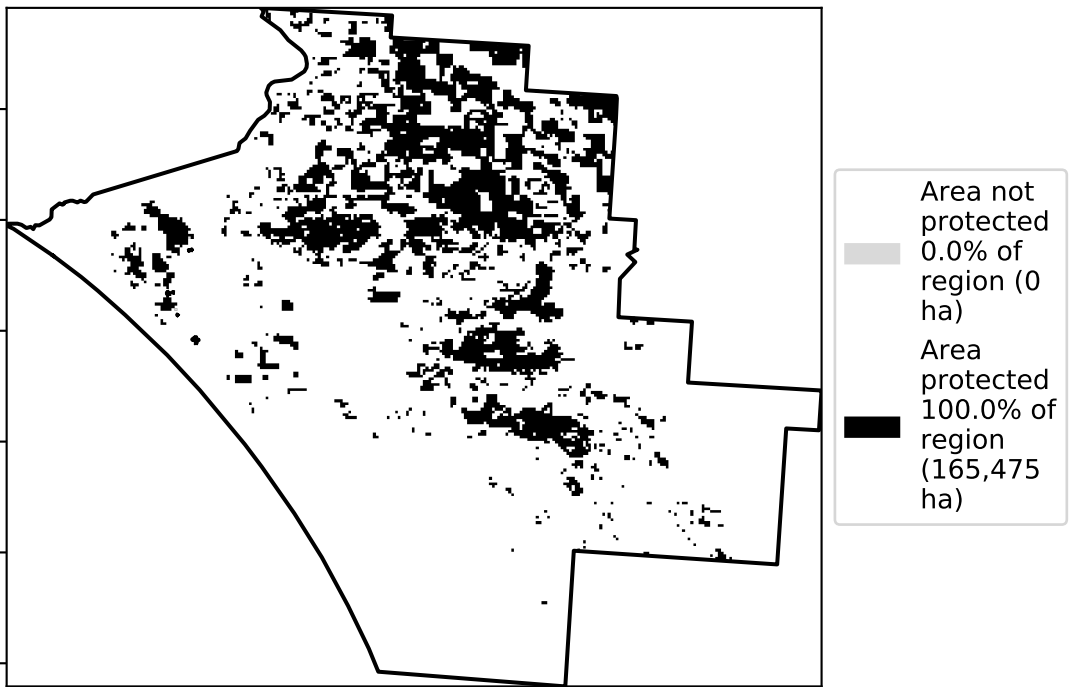 Area not
protected
0.0% of
region (0
ha)
Area
protected
100.0% of
region
(165,475
ha)